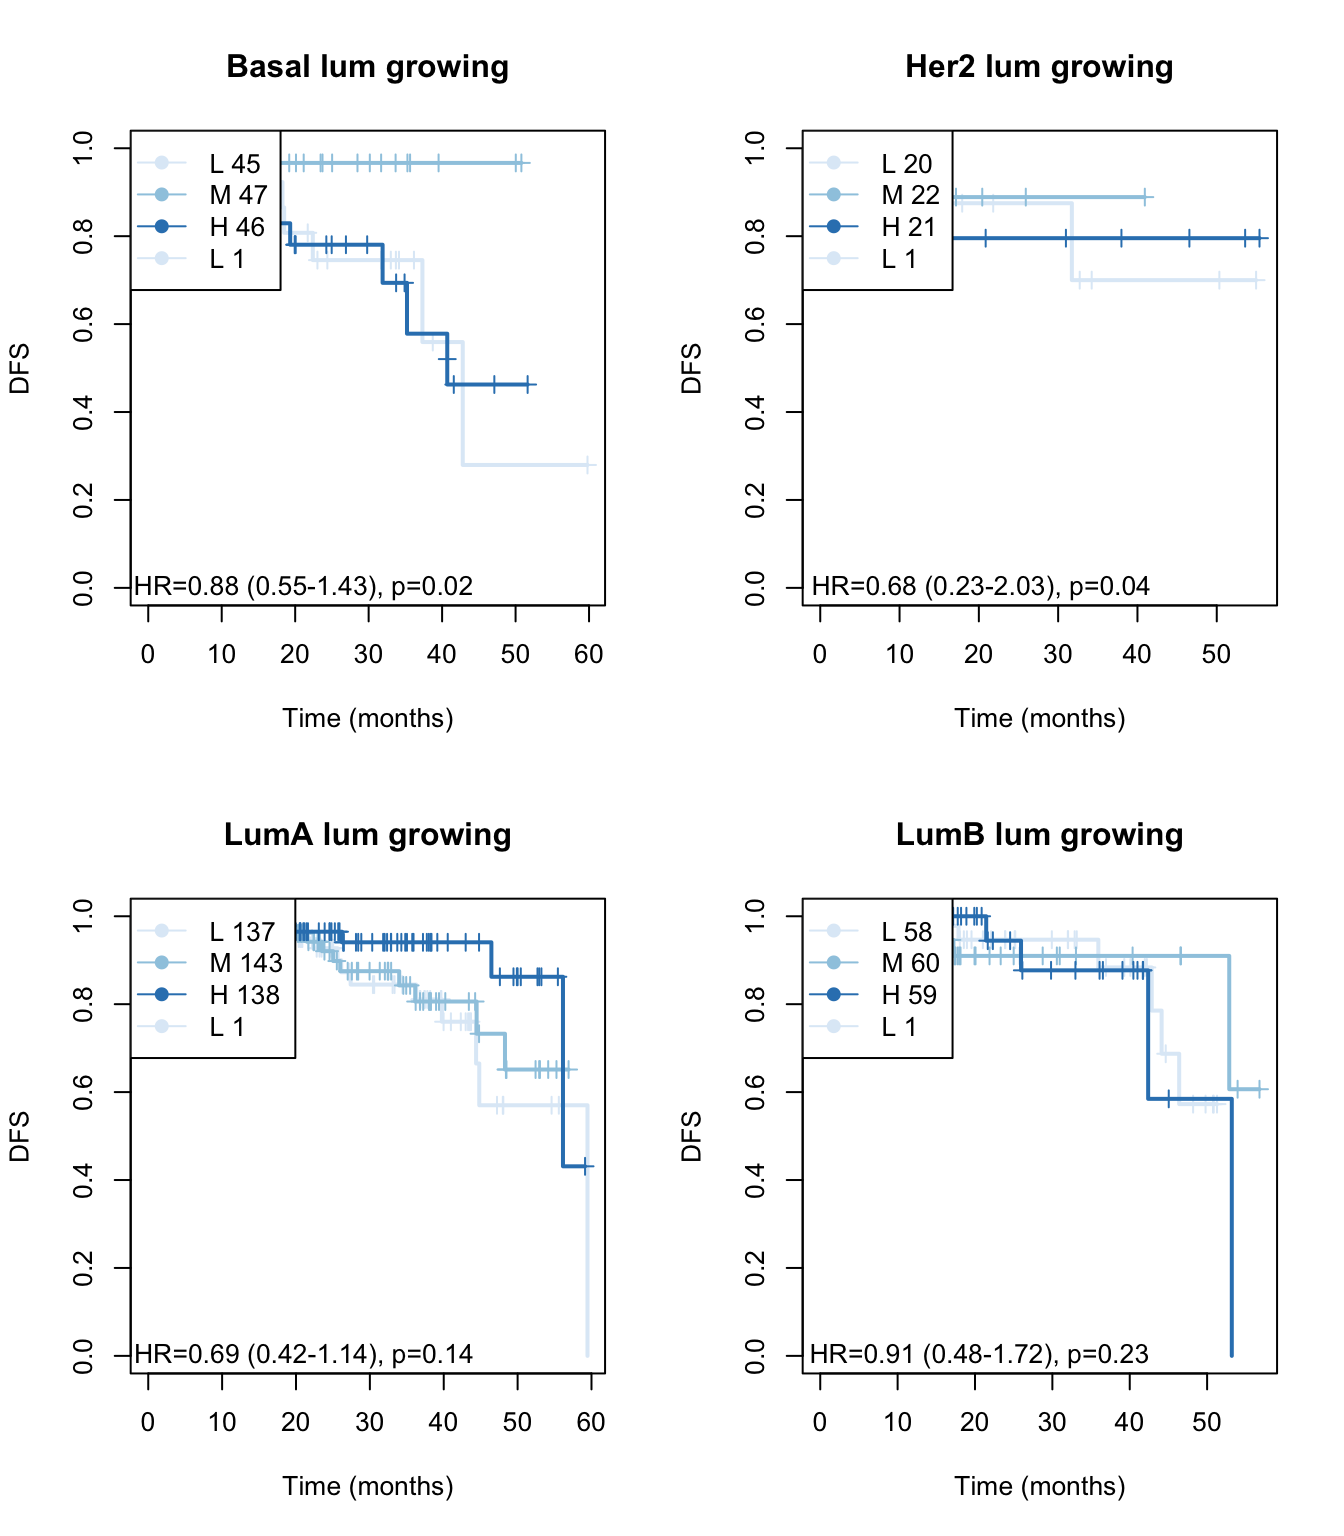 Basal lum growing
DFS
1.0
0.8
0.6
0.4
0.2
0.0
L 45
M 47
H 46
L 1
HR=0.88 (0.55-1.43), p=0.02
0 10 20 30 40 50 60
Time (months)
Her2 lum growing
DFS
1.0
0.8
0.6
0.4
0.2
0.0
L 20
M 22
H 21
L 1
HR=0.68 (0.23-2.03), p=0.04
0 10 20 30 40 50
Time (months)
LumA lum growing
DFS
1.0
0.8
0.6
0.4
0.2
0.0
L 137
M 143
H 138
L 1
HR=0.69 (0.42-1.14), p=0.14
0 10 20 30 40 50 60
Time (months)
LumB lum growing
DFS
1.0
0.8
0.6
0.4
0.2
0.0
L 58
M 60
H 59
L 1
HR=0.91 (0.48-1.72), p=0.23
0 10 20 30 40 50
Time (months)